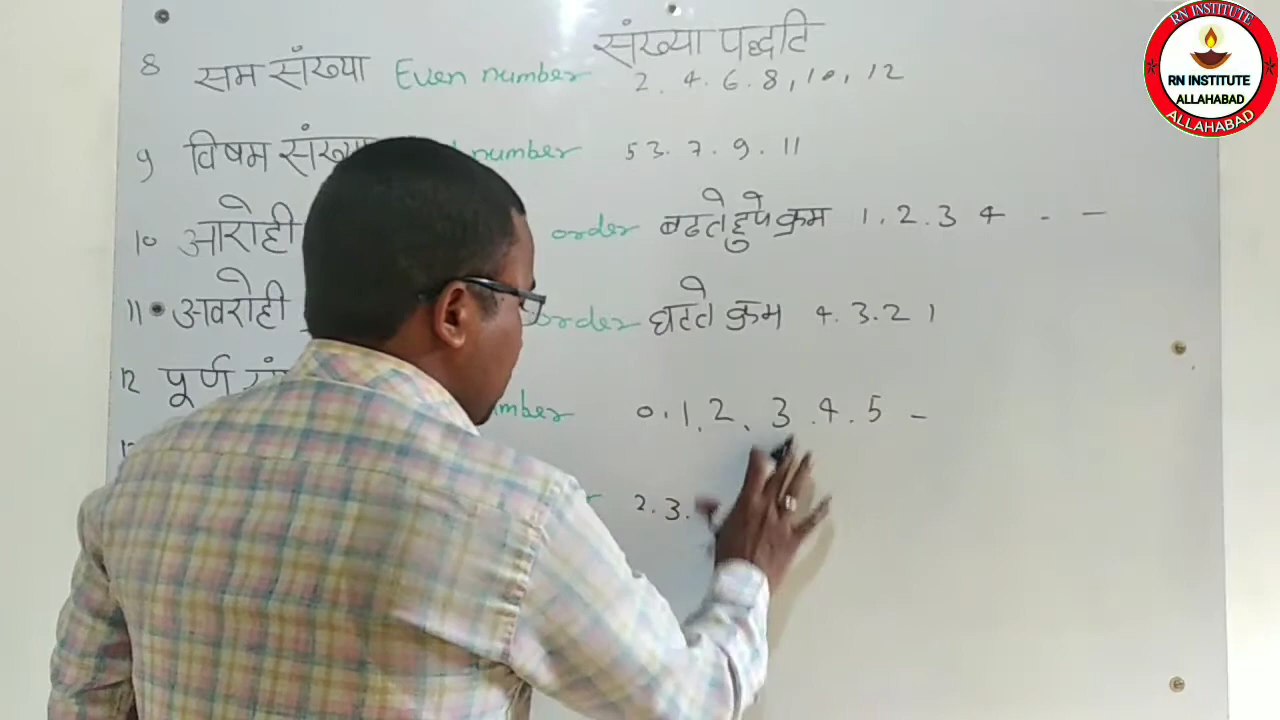 संख्या पद्धति
8 सम संख्या Even number 2. 4. 6. 8, 10, 12
9 विषम संख्या number 5 3. 7. 9. 11
10 आरोही order बढते हुये क्रम 1. 2. 3 4 . -
11 अवरोही order घटते क्रम 4. 3. 2 1
12 पूर्ण 0. 1, 2, 3. 4. 5 -
2. 3.
RN INSTITUTE
RN INSTITUTE
ALLAHABAD
ALLAHABAD